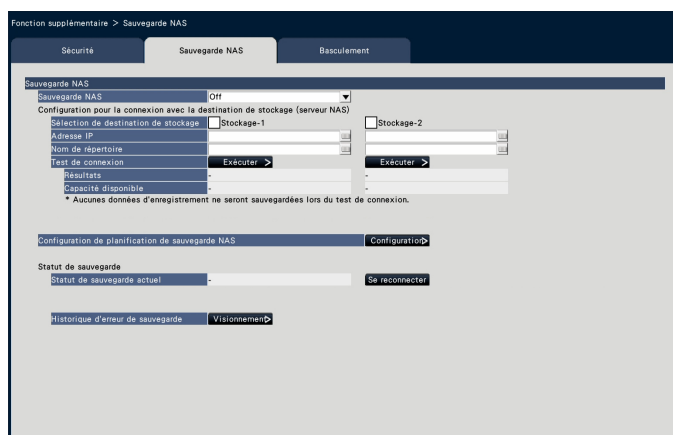 Fonction supplémentaire > Sauvegarde NAS
Sécurité Sauvegarde NAS Basculement
Sauvegarde NAS
Sauvegarde NAS Off
Configuration pour la connexion avec la destination de stockage (serveur NAS)
Sélection de destination de stockage Stockage-1 Stockage-2
Adresse IP
Nom de répertoire
Test de connexion Exécuter > Exécuter >
Résultats - -
Capacité disponible - -
* Aucunes données d'enregistrement ne seront sauvegardées lors du test de connexion.
Configuration de planification de sauvegarde NAS Configuration>
Statut de sauvegarde
Statut de sauvegarde actuel - Se reconnecter
Historique d'erreur de sauvegarde Visionnement>